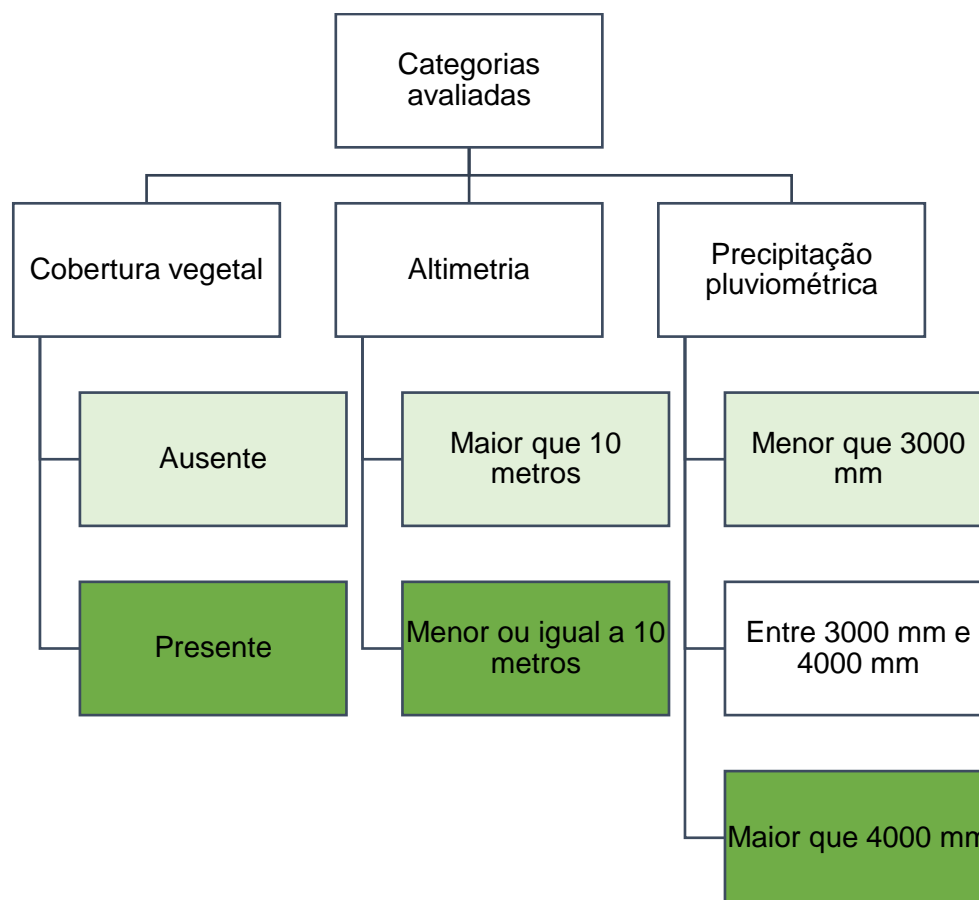 Categorias
avaliadas
Cobertura vegetal
Altimetria
Precipitação
pluviométrica
Ausente
Maior que 10
metros
Menor que 3000
mm
Presente
Menor ou igual a 10
metros
Entre 3000 mm e
4000 mm
Maior que 4000 mm